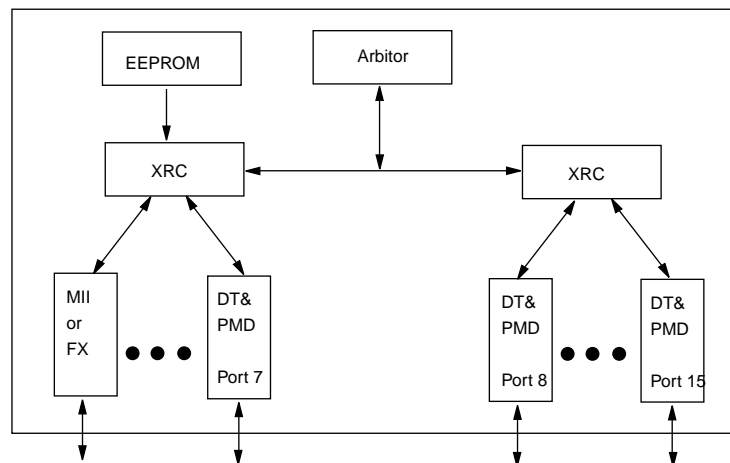 EEPROM
Arbitor
XRC
XRC
MII
or
FX
DT&
PMD
Port 7
DT&
PMD
Port 8
DT&
PMD
Port 15